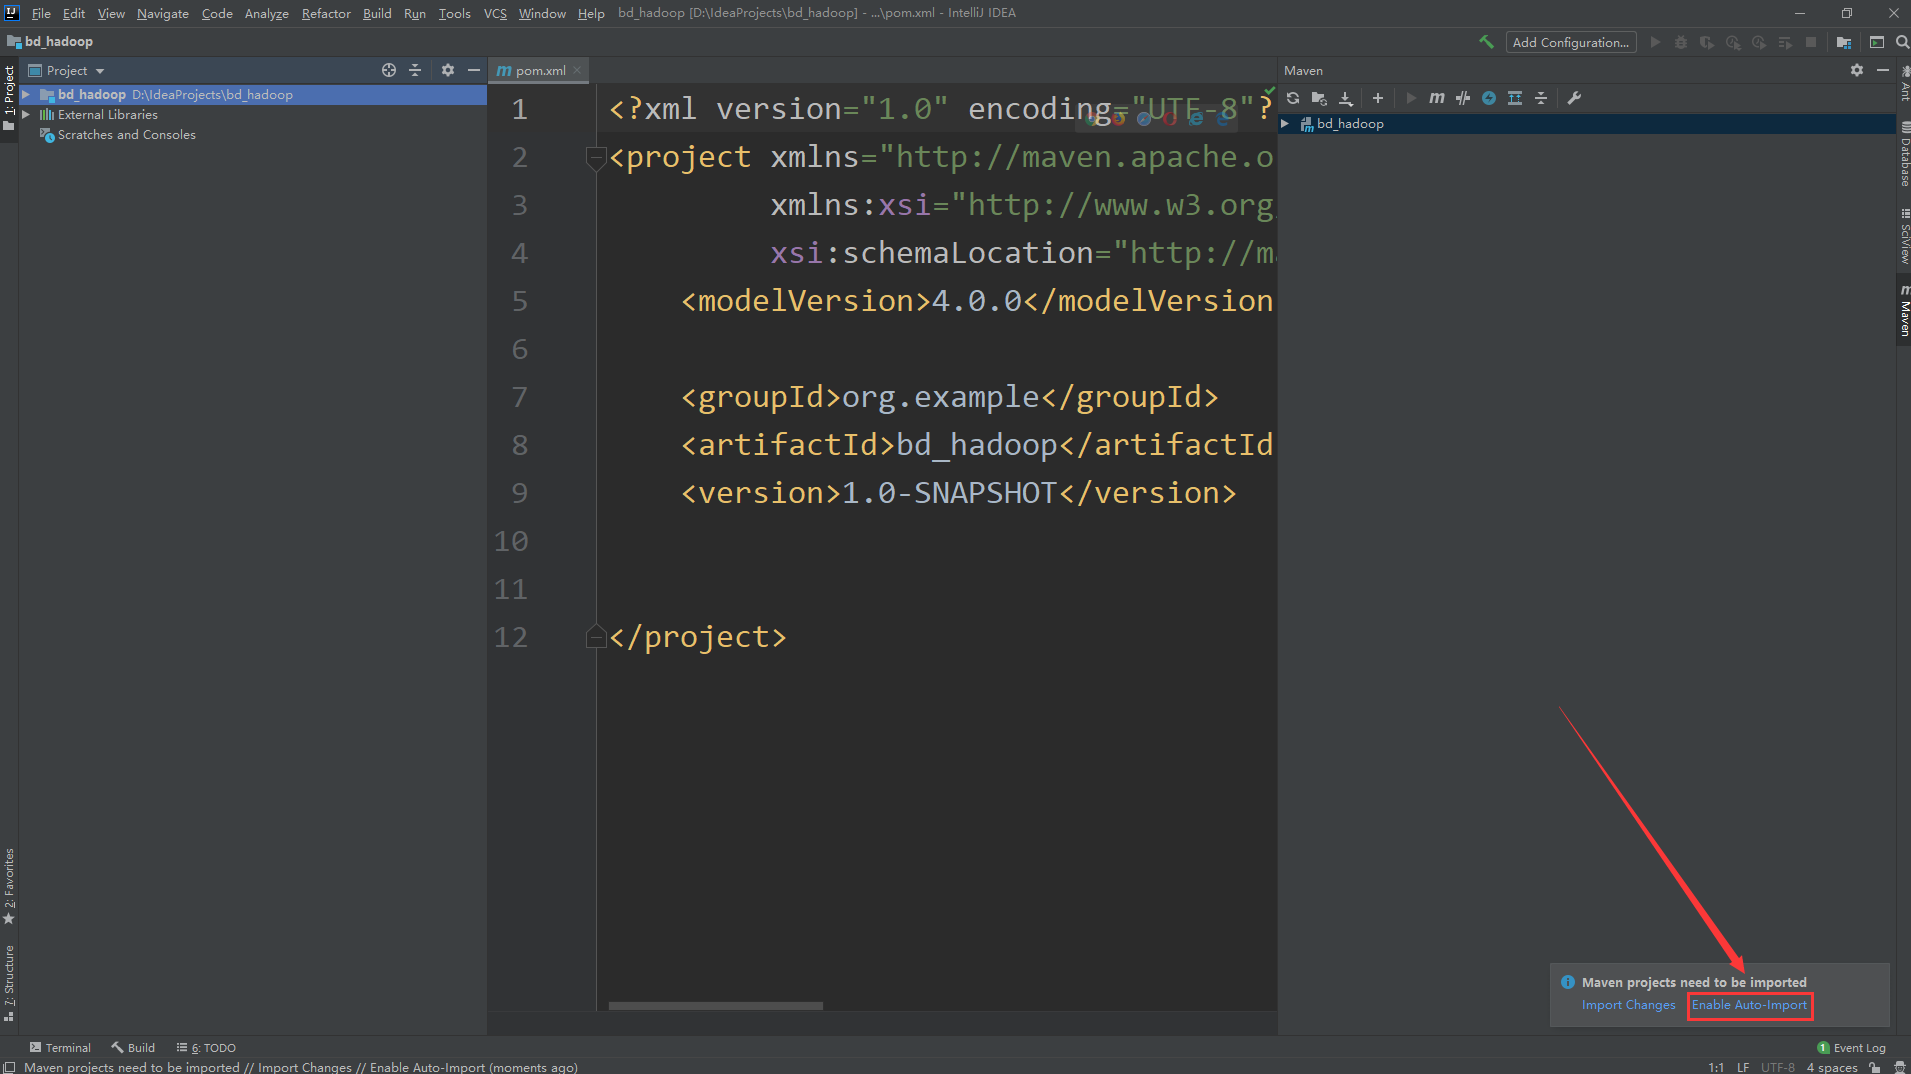 File Edit View Navigate Code Analyze Refactor Build Run Tools VCS Window Help bd_hadoop [D:\IdeaProjects\bd_hadoop] - ...\pom.xml - IntelliJ IDEA
bd_hadoop
Add Configuration...
1: Project
Project
pom.xml
Maven
bd_hadoop D:\IdeaProjects\bd_hadoop
External Libraries
Scratches and Consoles
1 <?xml version="1.0" encoding="UTF-8"?
2 <project xmlns="http://maven.apache.o
3 xmlns:xsi="http://www.w3.org
4 xsi:schemaLocation="http://m
5 <modelVersion>4.0.0</modelVersion
6
7 <groupId>org.example</groupId>
8 <artifactId>bd_hadoop</artifactId
9 <version>1.0-SNAPSHOT</version>
10
11
12 </project>
bd_hadoop
Ant
Database
SciView
Maven
2: Favorites
7: Structure
Maven projects need to be imported
Import Changes Enable Auto-Import
Terminal Build 6: TODO
1 Event Log
Maven projects need to be imported // Import Changes // Enable Auto-Import (moments ago)
1:1 LF UTF-8 4 spaces